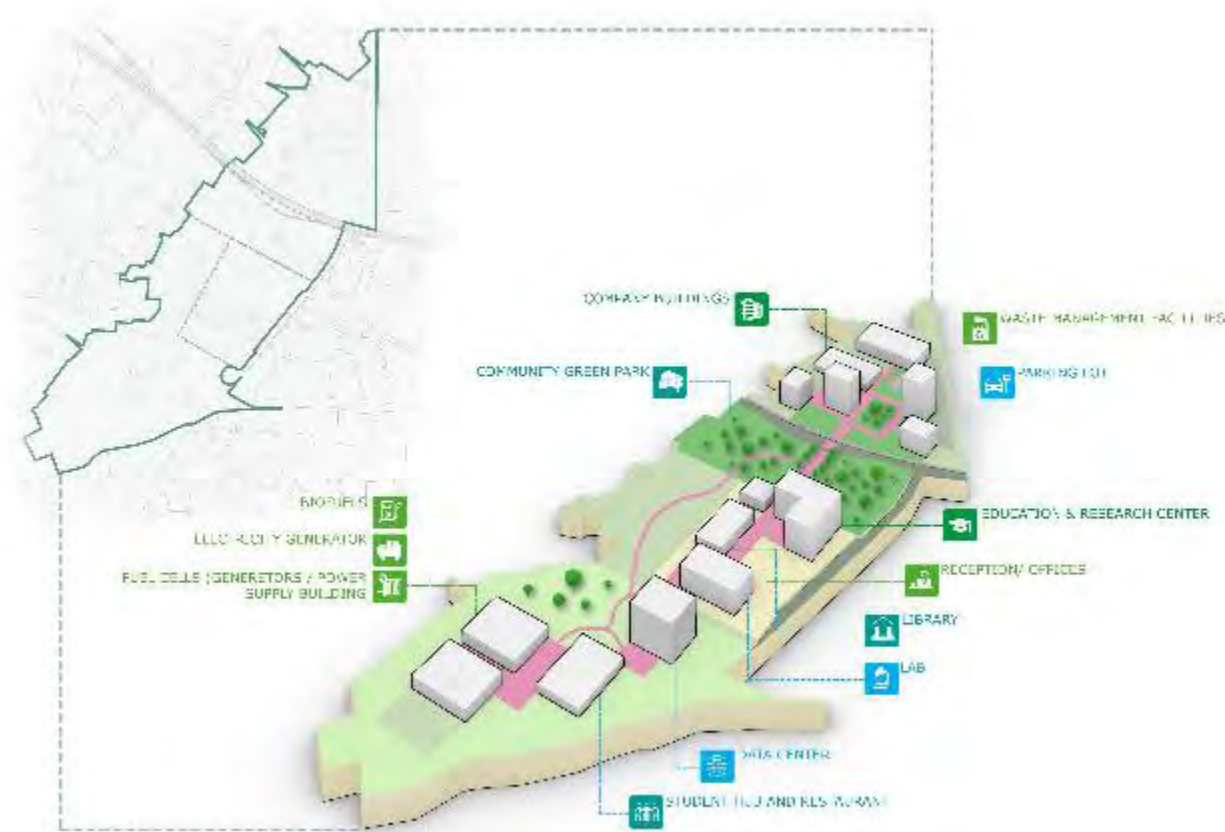 COMPANY BUILDINGS
WASTE MANAGEMENT FACILITIES
COMMUNITY GREEN PARK
PARKING LOT
BIOFUELS
ELECTRICITY GENERATOR
FUEL CELLS (GENERETORS / POWER
SUPPLY BUILDING
EDUCATION & RESEARCH CENTER
RECEPTION/ OFFICES
LIBRARY
LAB
DATA CENTER
STUDENT HUB AND RESTAURANT